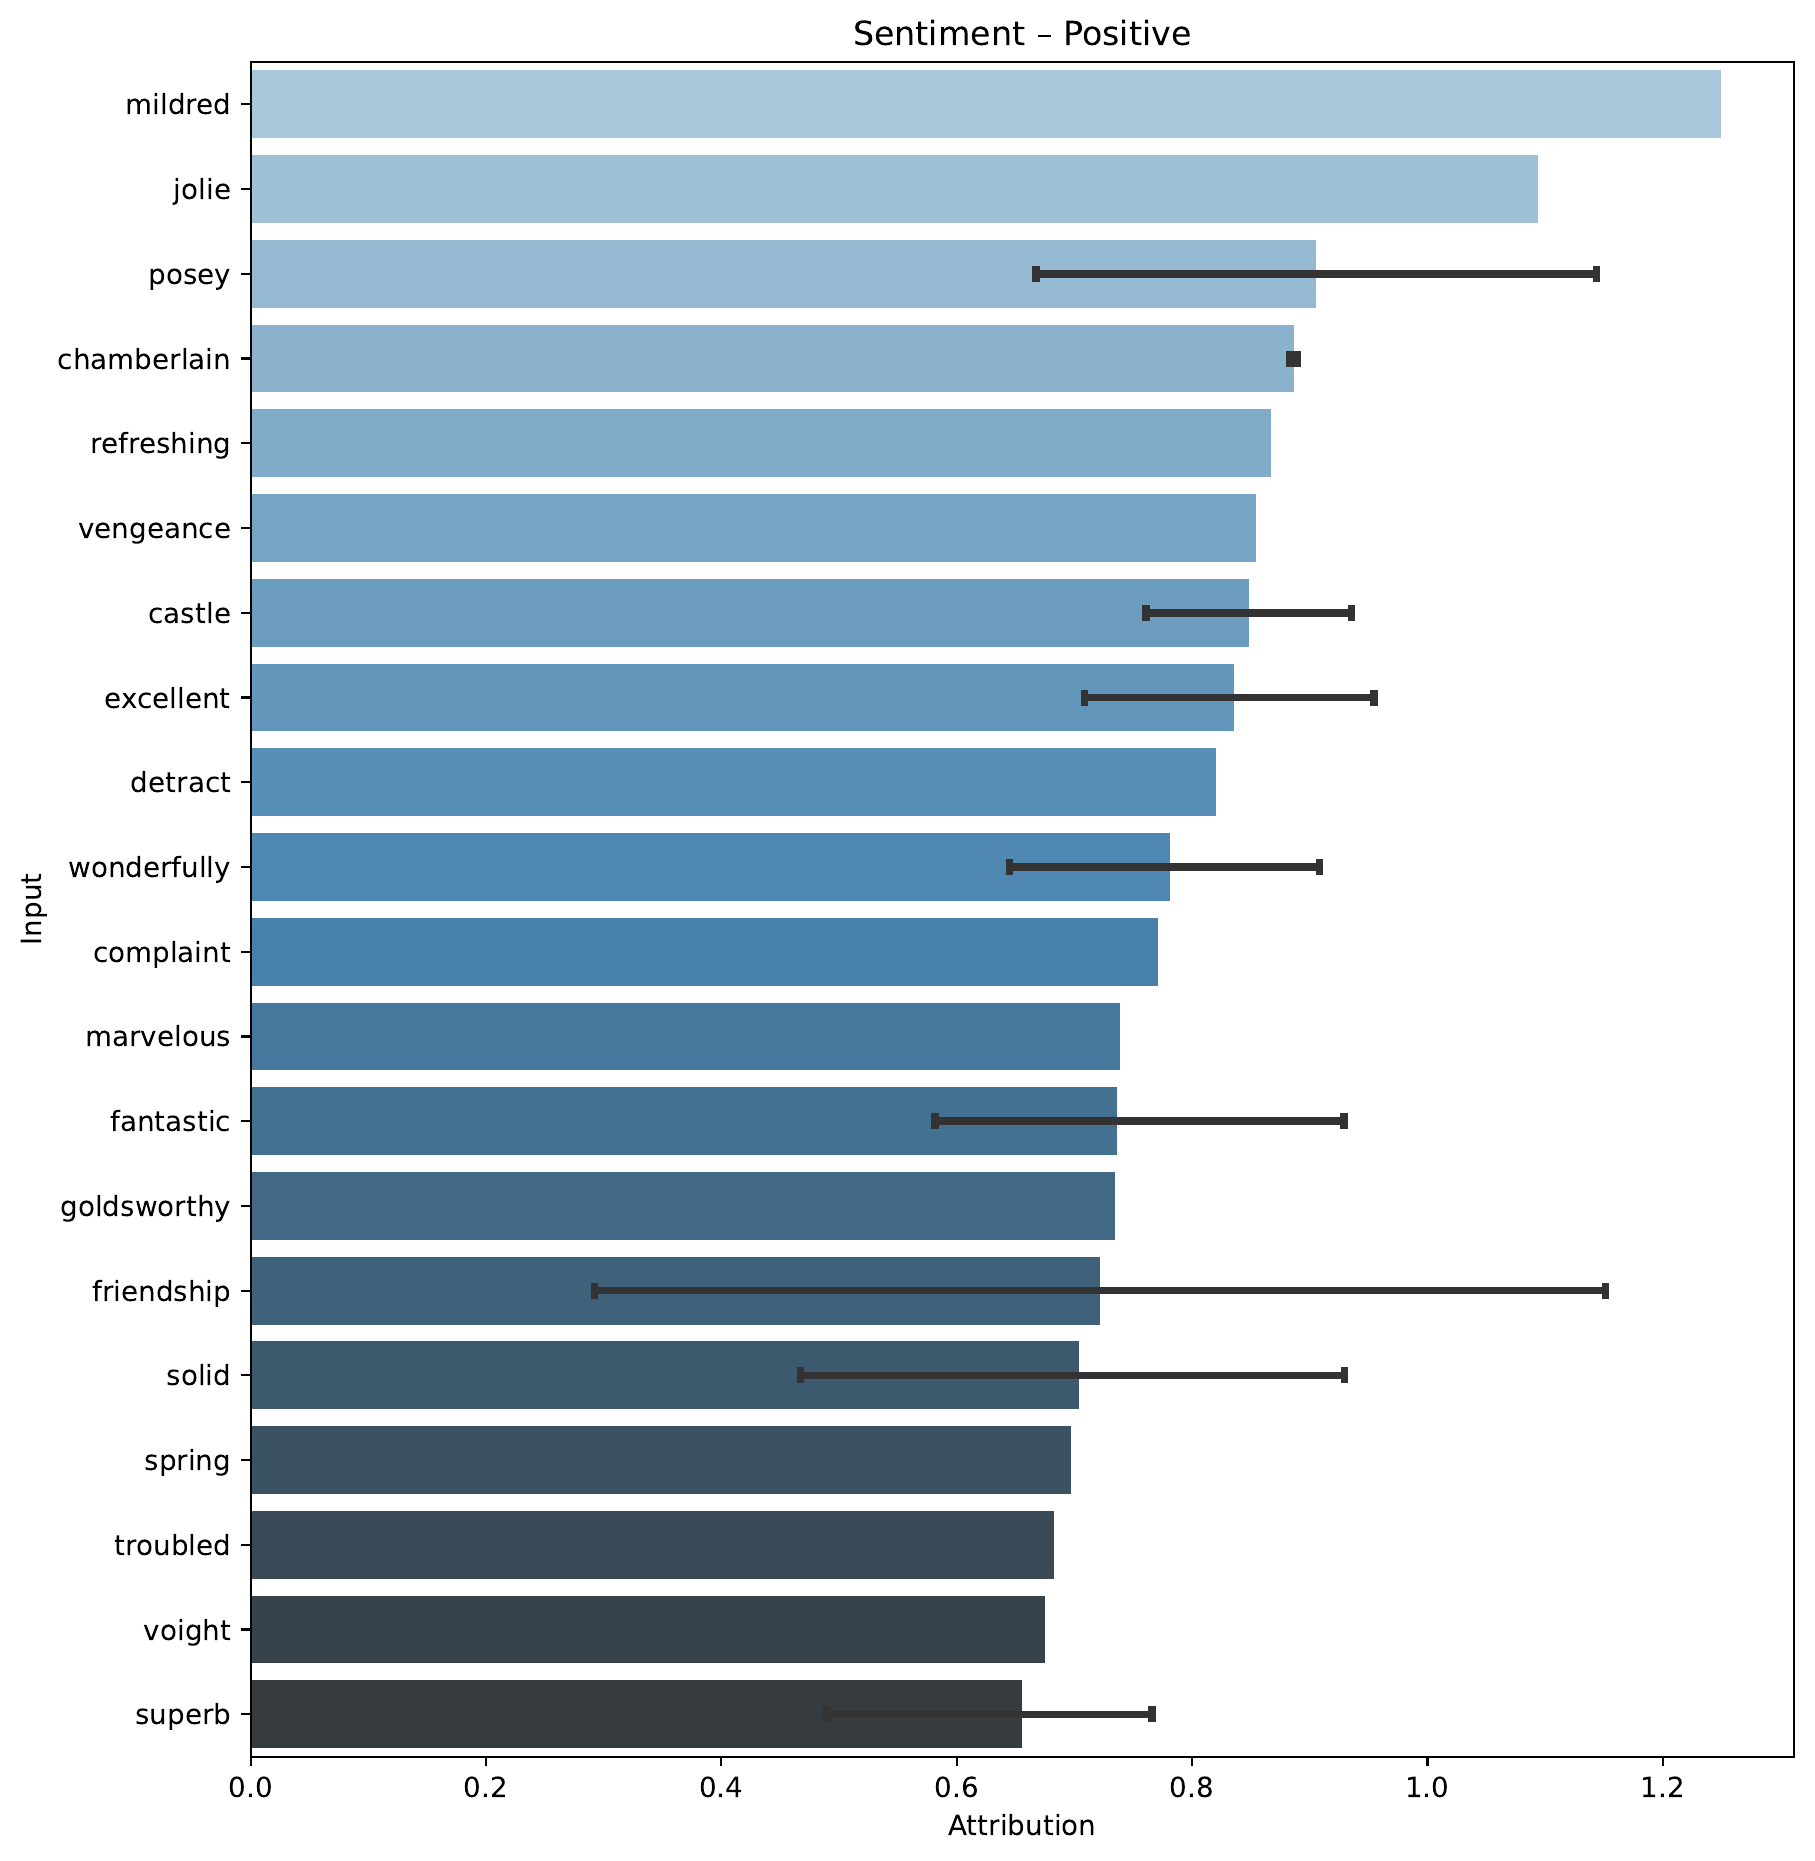 Sentiment – Positive
mildred
jolie
posey
chamberlain
refreshing
vengeance
castle
excellent
detract
wonderfully
complaint
marvelous
fantastic
goldsworthy
friendship
solid
spring
troubled
voight
superb
Input
0.0 0.2 0.4 0.6 0.8 1.0 1.2
Attribution